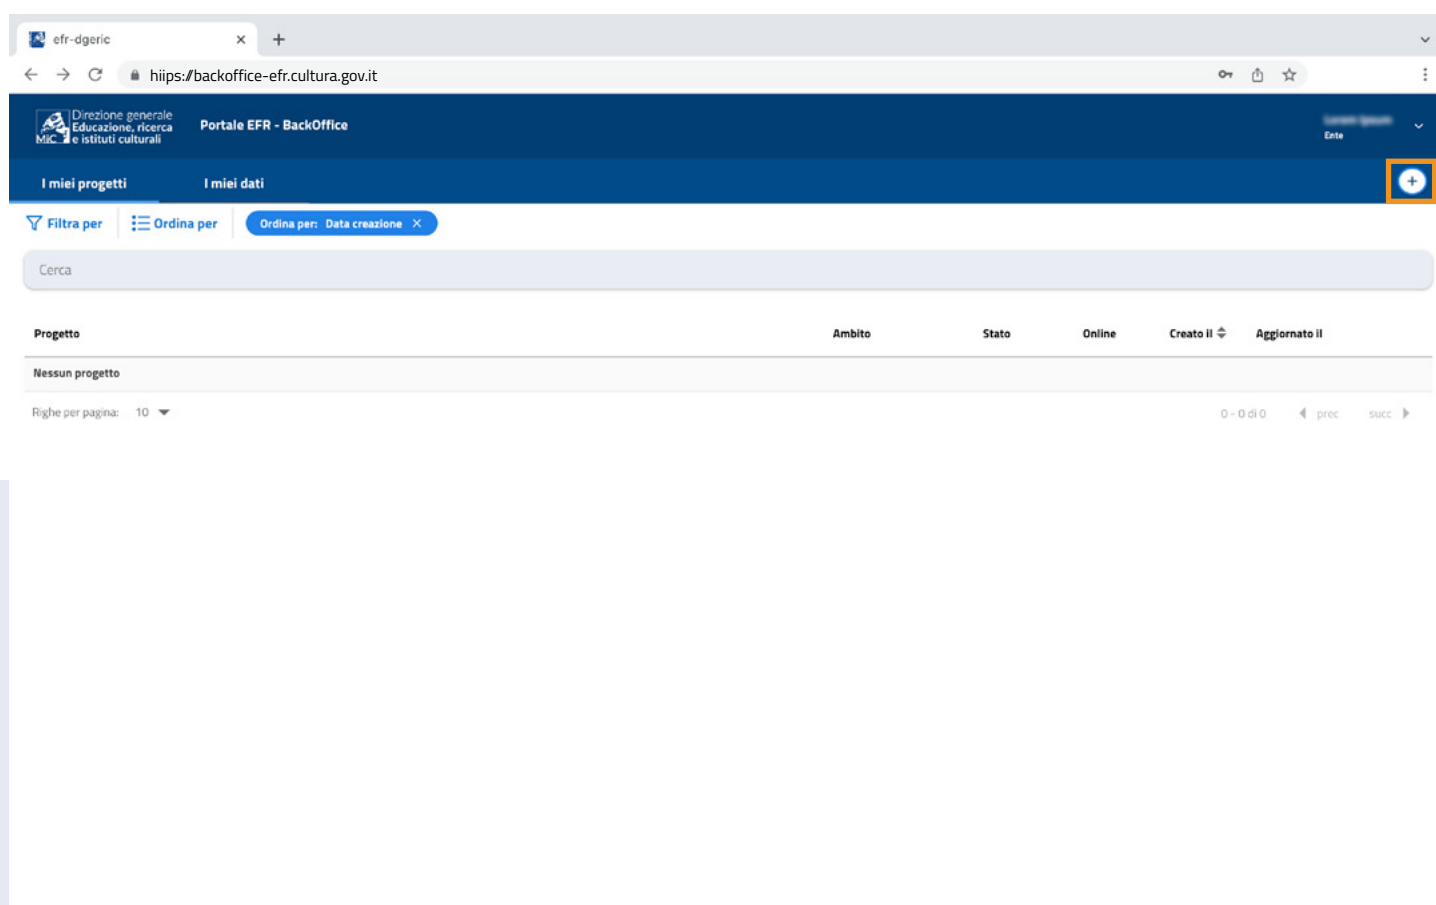 efr-dgeric
hiips://backoffice-efr.cultura.gov.it
Direzione generale
Educazione, ricerca
e istituti culturali
MiC
Portale EFR - BackOffice
Ente
I miei progetti I miei dati
Filtra per Ordina per Ordina per: Data creazione
Cerca
Progetto Ambito Stato Online Creato il Aggiornato il
Nessun progetto
Righe per pagina: 10 0 - 0 di 0 prec succ